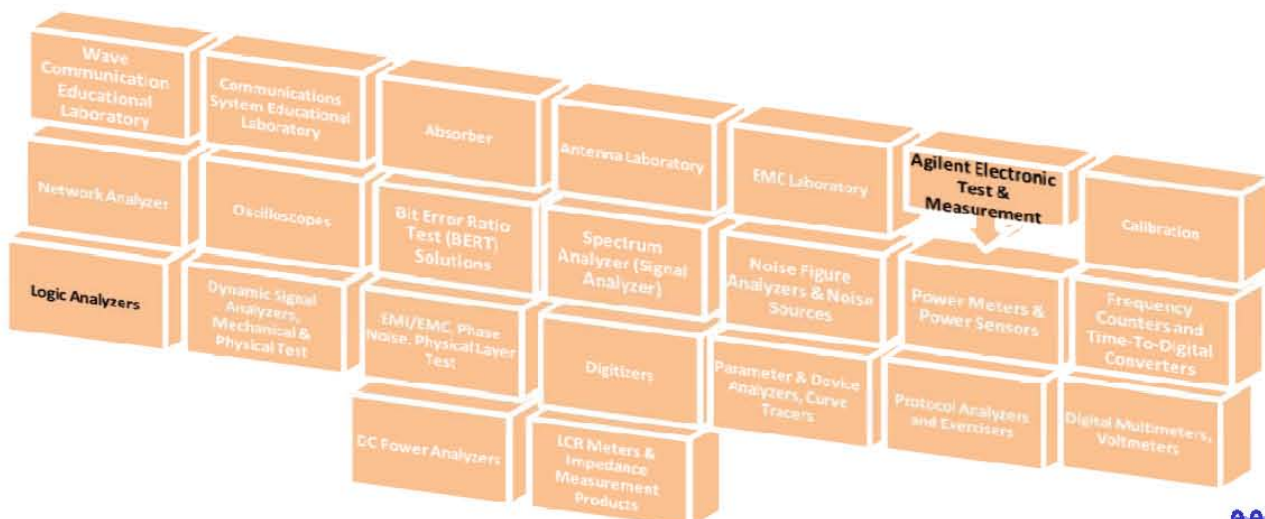 Wave
Communication
Educational
Laboratory
Communications
System Educational
Laboratory
Absorber
Antenna Laboratory
EMC Laboratory
Agilent Electronic
Test &
Measurement
Calibration
Network Analyzer
Oscilloscopes
Bit Error Ratio
Test (BERT)
Solutions
Spectrum
Analyzer (Signal
Analyzer)
Noise Figure
Analyzers & Noise
Sources
Power Meters &
Power Sensors
Frequency
Counters and
Time-To-Digital
Converters
Logic Analyzers
Dynamic Signal
Analyzers,
Mechanical &
Physical Test
EMI/EMC, Phase
Noise, Physical Layer
Test
Digitizers
Parameter & Device
Analyzers, Curve
Tracers
Protocol Analyzers
and Exercisers
Digital Multimeters,
Voltmeters
DC Power Analyzers
LCR Meters &
Impedance
Measurement
Products